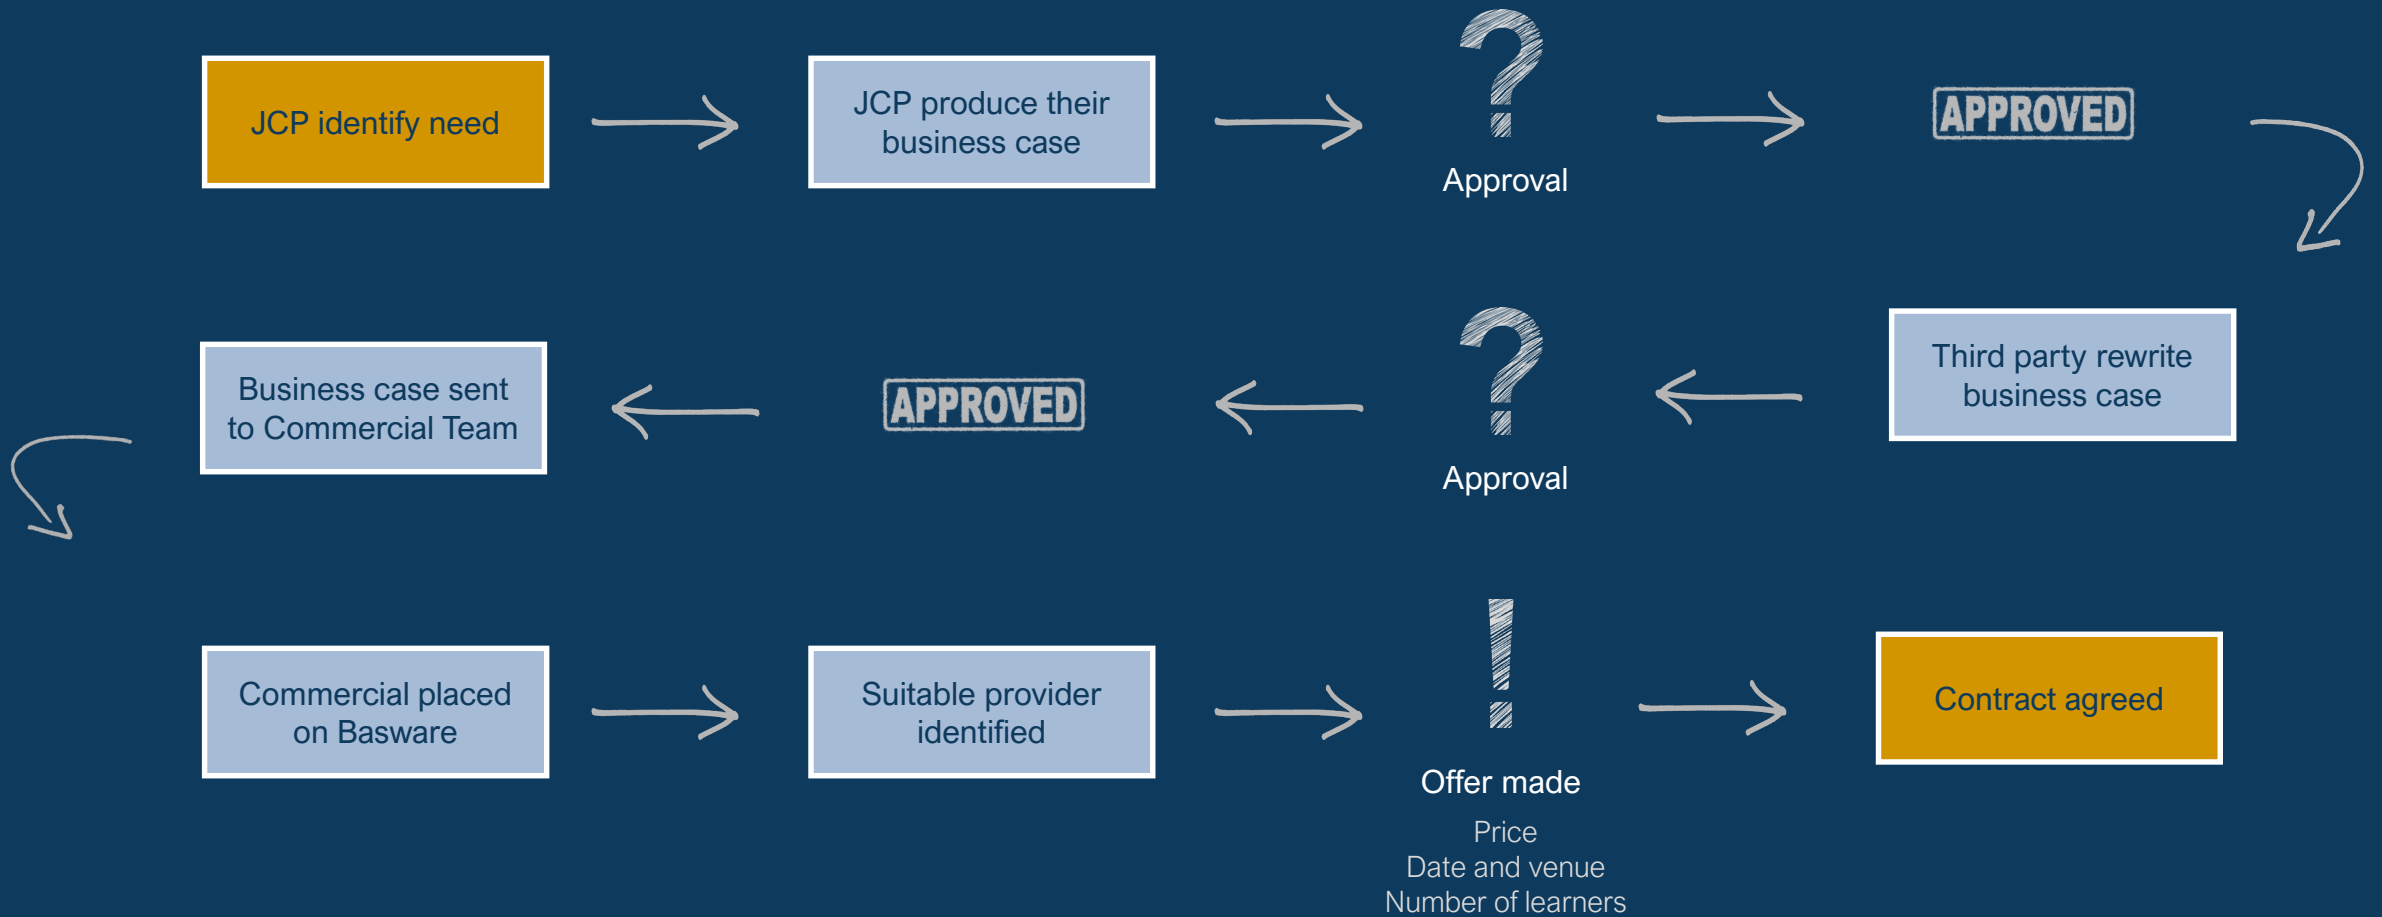 JCP identify need
JCP produce their
business case
?
Approval
APPROVED
Third party rewrite
business case
?
Approval
APPROVED
Business case sent
to Commercial Team
Commercial placed
on Basware
Suitable provider
identified
!
Offer made
Price
Date and venue
Number of learners
Contract agreed